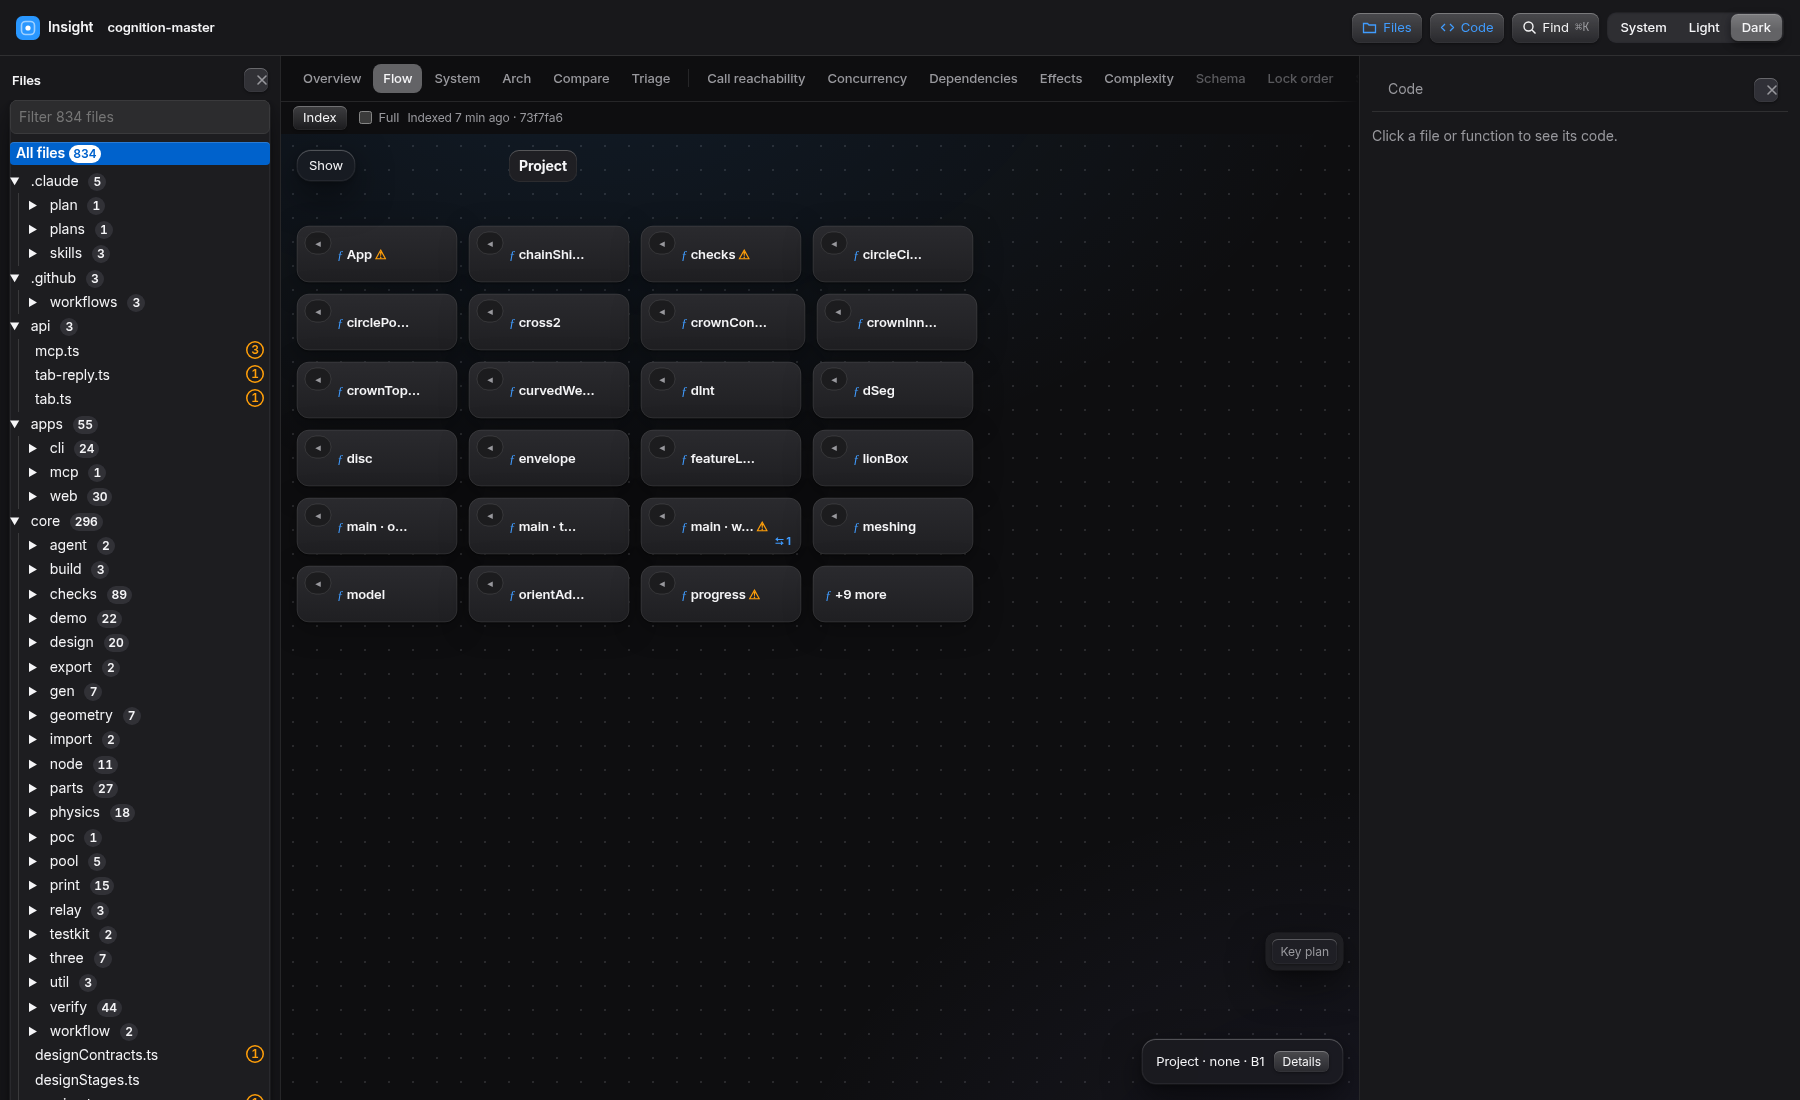 Insight cognition-master Files Code Find ⌘K System Light Dark
Files
Filter 834 files
All files 834
.claude 5
plan 1
plans 1
skills 3
.github 3
workflows 3
api 3
mcp.ts 3
tab-reply.ts 1
tab.ts 1
apps 55
cli 24
mcp 1
web 30
core 296
agent 2
build 3
checks 89
demo 22
design 20
export 2
gen 7
geometry 7
import 2
node 11
parts 27
physics 18
poc 1
pool 5
print 15
relay 3
testkit 2
three 7
util 3
verify 44
workflow 2
designContracts.ts 1
designStages.ts
Overview Flow System Arch Compare Triage Call reachability Concurrency Dependencies Effects Complexity Schema Lock order
Index Full Indexed 7 min ago · 73f7fa6
Show Project
ƒ App ⚠ ƒ chainShi... ƒ checks ⚠ ƒ circleCi...
ƒ circlePo... ƒ cross2 ƒ crownCon... ƒ crownInn...
ƒ crownTop... ƒ curvedWe... ƒ dInt ƒ dSeg
ƒ disc ƒ envelope ƒ featureL... ƒ lionBox
ƒ main · o... ƒ main · t... ƒ main · w... ⚠ ƒ meshing
⇆ 1
ƒ model ƒ orientAd... ƒ progress ⚠ ƒ +9 more
Key plan
Project · none · B1 Details
Code
Click a file or function to see its code.